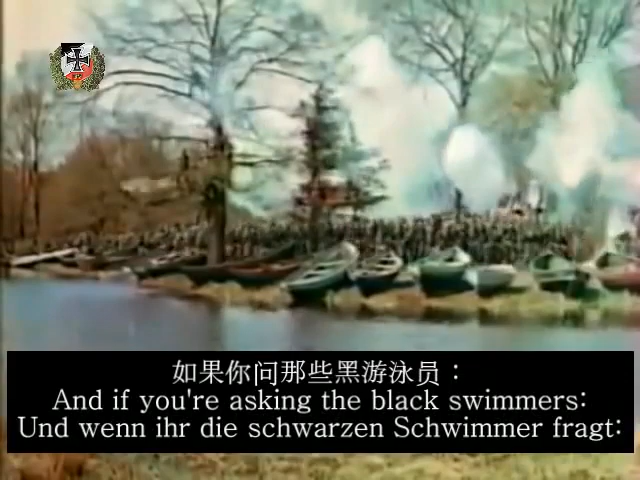 如果你问那些黑游泳员：
And if you're asking the black swimmers:
Und wenn ihr die schwarzen Schwimmer fragt: